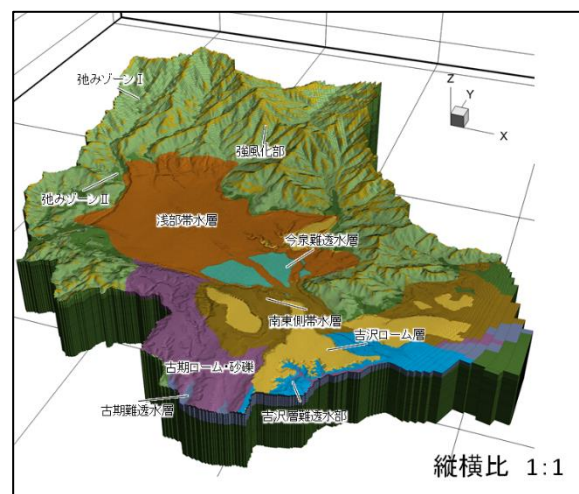 弛みゾーンⅠ
Z
Y
X
強風化部
弛みゾーンⅡ
浅部帯水層
今泉難透水層
南東側帯水層
吉沢ローム層
古期ローム・砂礫
古期難透水層
吉沢層難透水部
縦横比 1:1